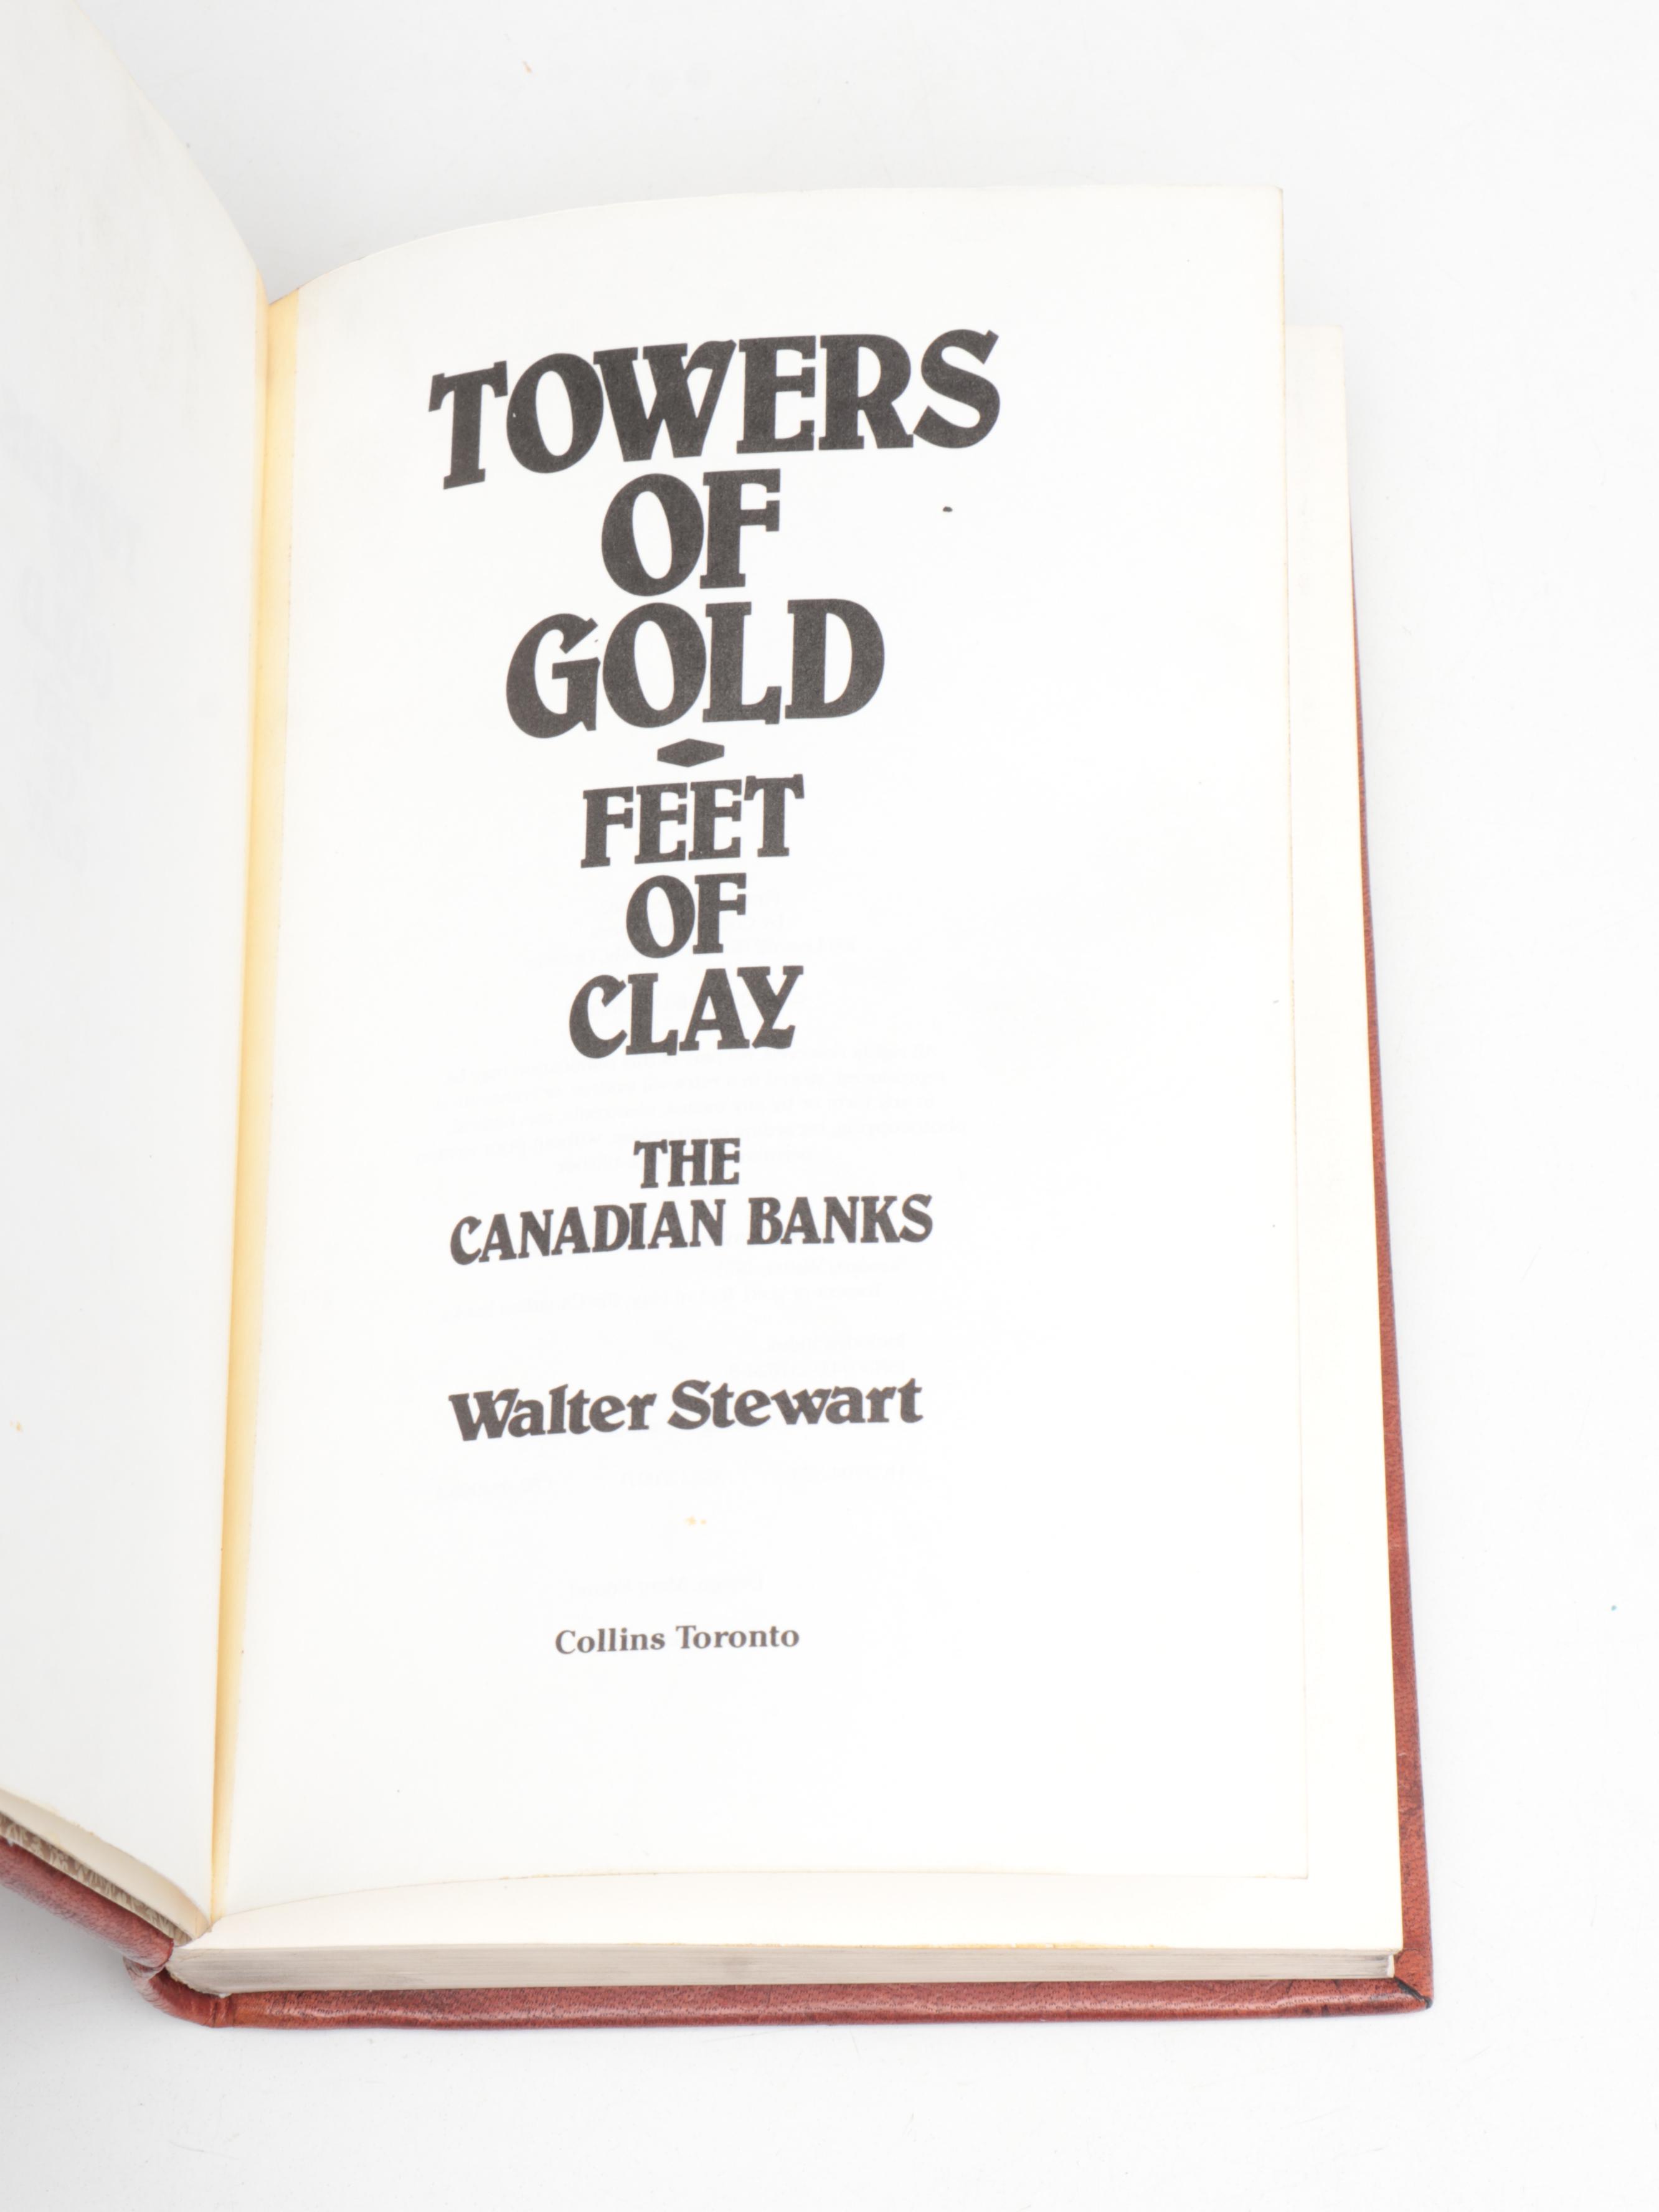 TOWERS
OF
GOLD
FEET
OF
CLAY
THE
CANADIAN BANKS
Walter Stewart
Collins Toronto